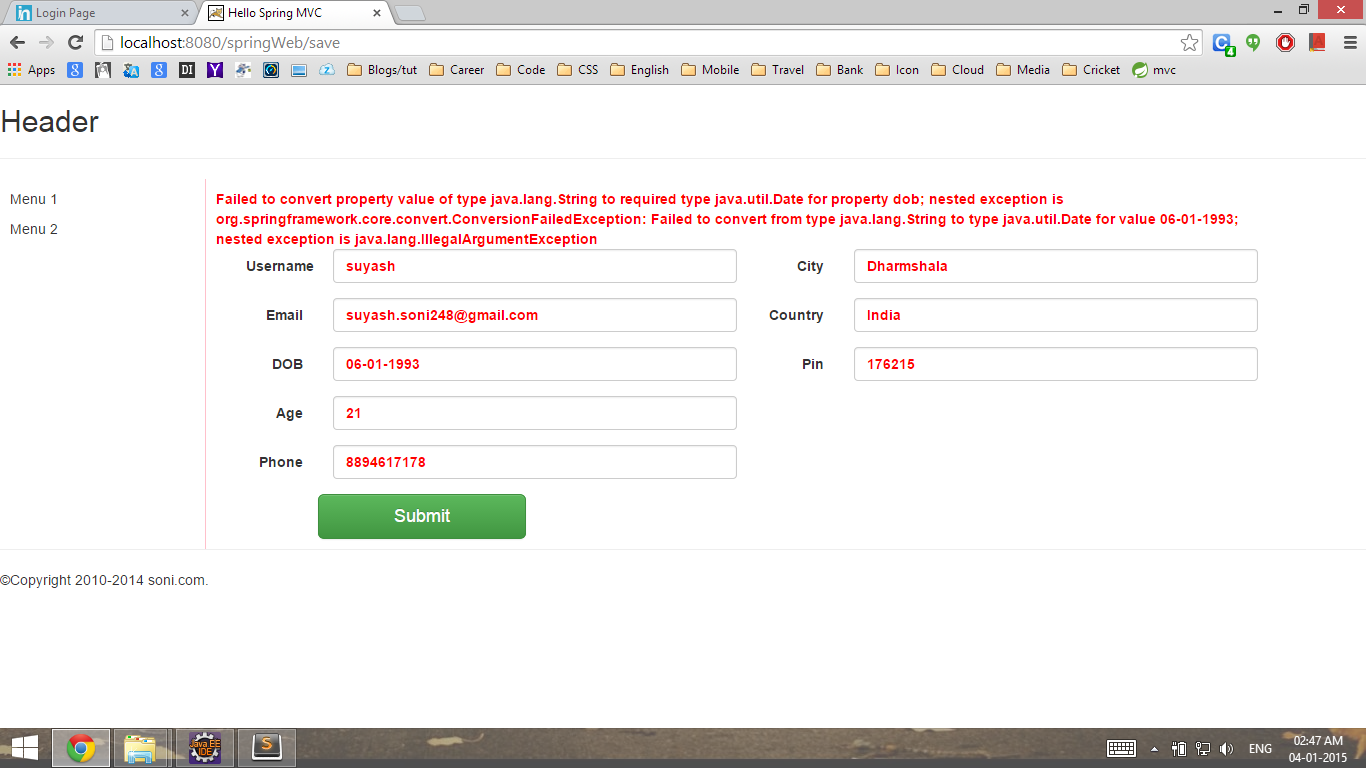 Login Page
Hello Spring MVC
localhost:8080/springWeb/save
Apps Blogs/tut Career Code CSS English Mobile Travel Bank Icon Cloud Media Cricket mvc
Header
Menu 1
Menu 2
Failed to convert property value of type java.lang.String to required type java.util.Date for property dob; nested exception is
org.springframework.core.convert.ConversionFailedException: Failed to convert from type java.lang.String to type java.util.Date for value 06-01-1993;
nested exception is java.lang.IllegalArgumentException
Username suyash City Dharmshala
Email suyash.soni248@gmail.com Country India
DOB 06-01-1993 Pin 176215
Age 21
Phone 8894617178
Submit
©Copyright 2010-2014 soni.com.
Java EE
IDE
ENG
02:47 AM
04-01-2015